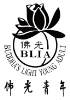 佛光
BLIA
BUDDHA'S LIGHT YOUNG ADULT
佛光青年